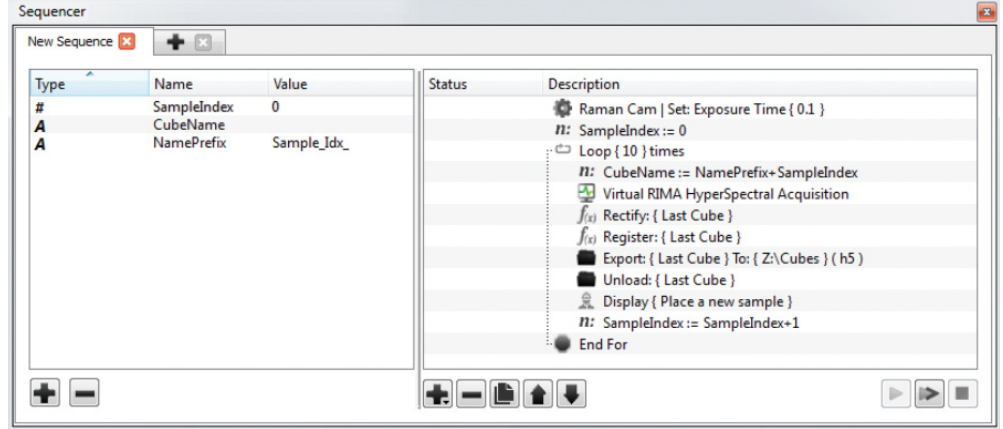 Sequencer
New Sequence
Type Name Value
# SampleIndex 0
A CubeName
A NamePrefix Sample_Idx_
Status Description
Raman Cam | Set: Exposure Time { 0.1 }
n: SampleIndex := 0
Loop { 10 } times
n: CubeName := NamePrefix+SampleIndex
Virtual RIMA HyperSpectral Acquisition
f(x) Rectify: { Last Cube }
f(x) Register: { Last Cube }
Export: { Last Cube } To: { Z:\Cubes } ( h5 )
Unload: { Last Cube }
Display { Place a new sample }
n: SampleIndex := SampleIndex+1
End For